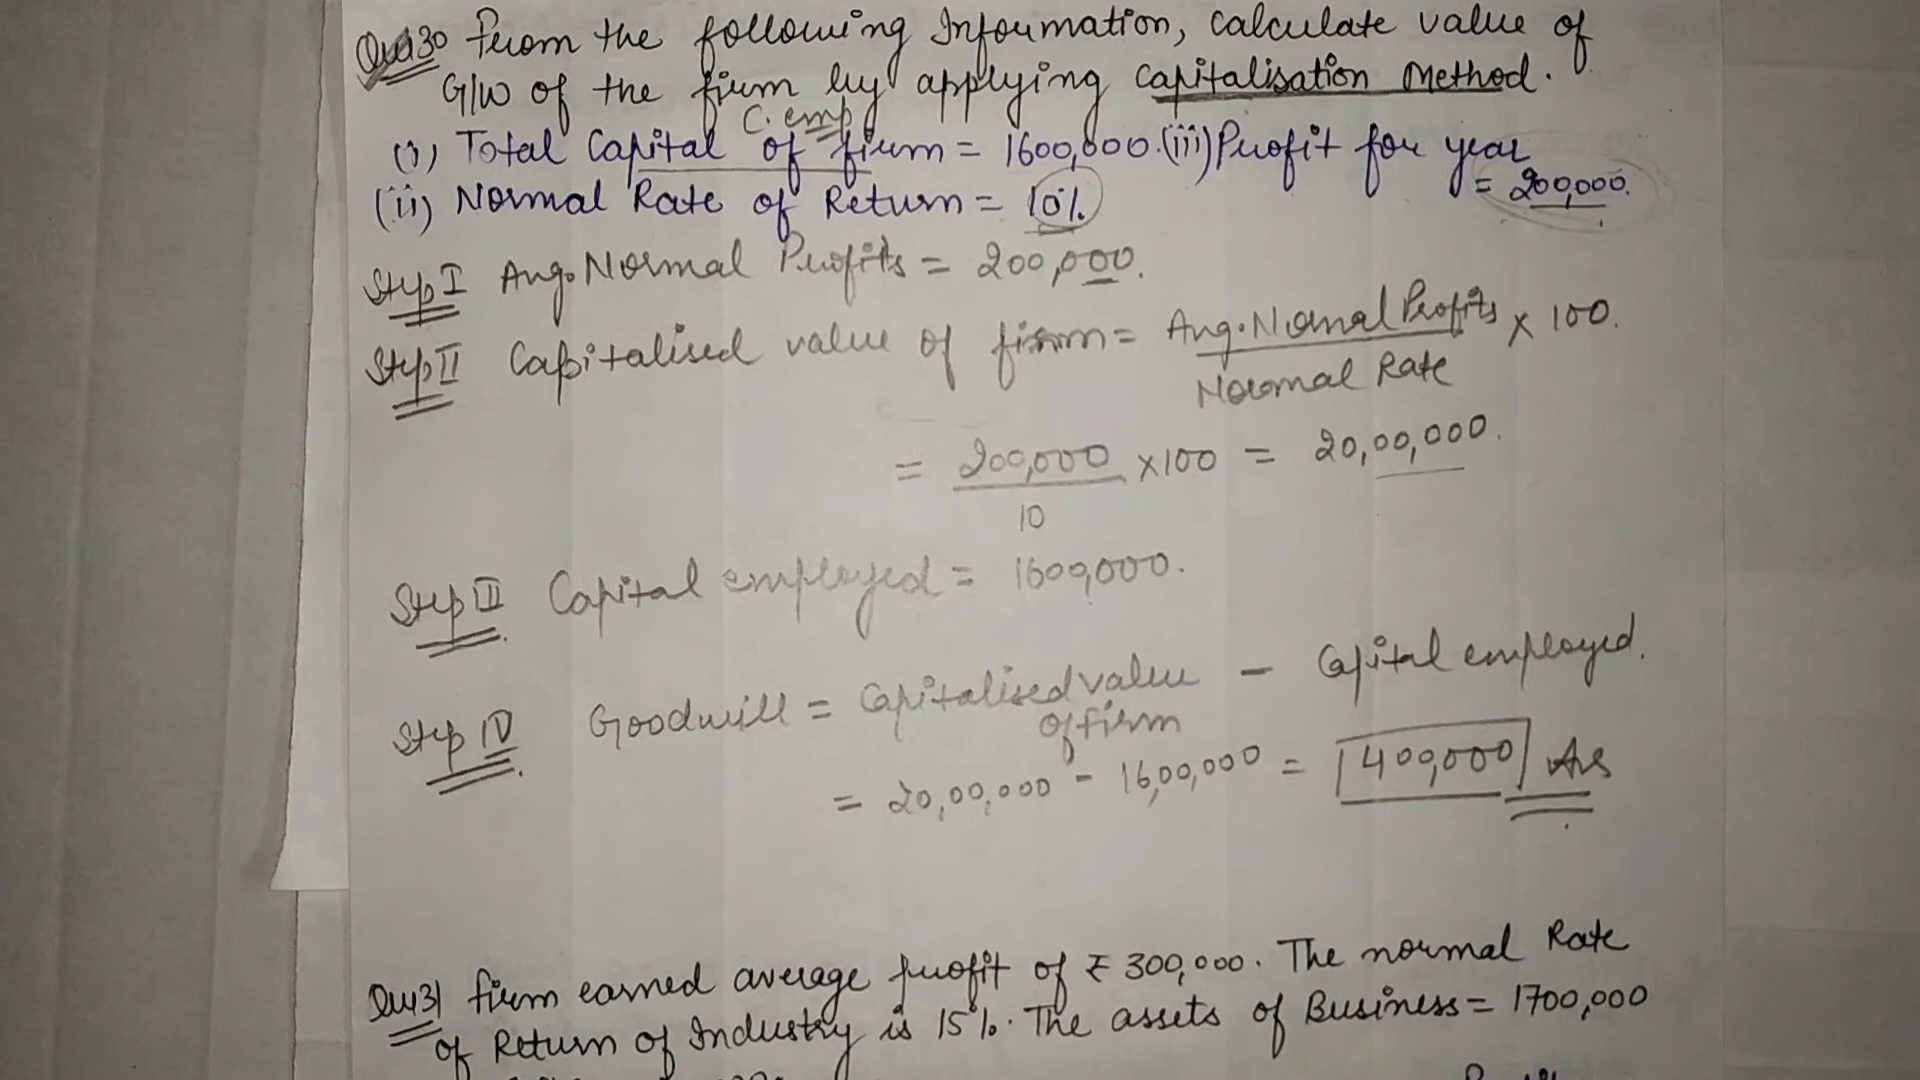 Que30 From the following Information, calculate value of
G/W of the firm by applying Capitalisation Method.
C. emp
(i) Total Capital of firm = 1600,000. (iii) Profit for year
= 200,000.
(ii) Normal Rate of Return = 10%.
Step I Avg. Normal Profits = 200,000.
Step II Capitalised value of firm = Avg. Normal Profits × 100.
Normal Rate
= 200,000 ×100 = 20,00,000.
10
Step III Capital employed = 1600,000.
Step IV Goodwill = Capitalised value - Capital employed.
of firm
= 20,00,000 - 16,00,000 = 400,000 Ans
Que31 firm earned average profit of ₹ 300,000. The normal Rate
of Return of Industry is 15%. The assets of Business = 1700,000